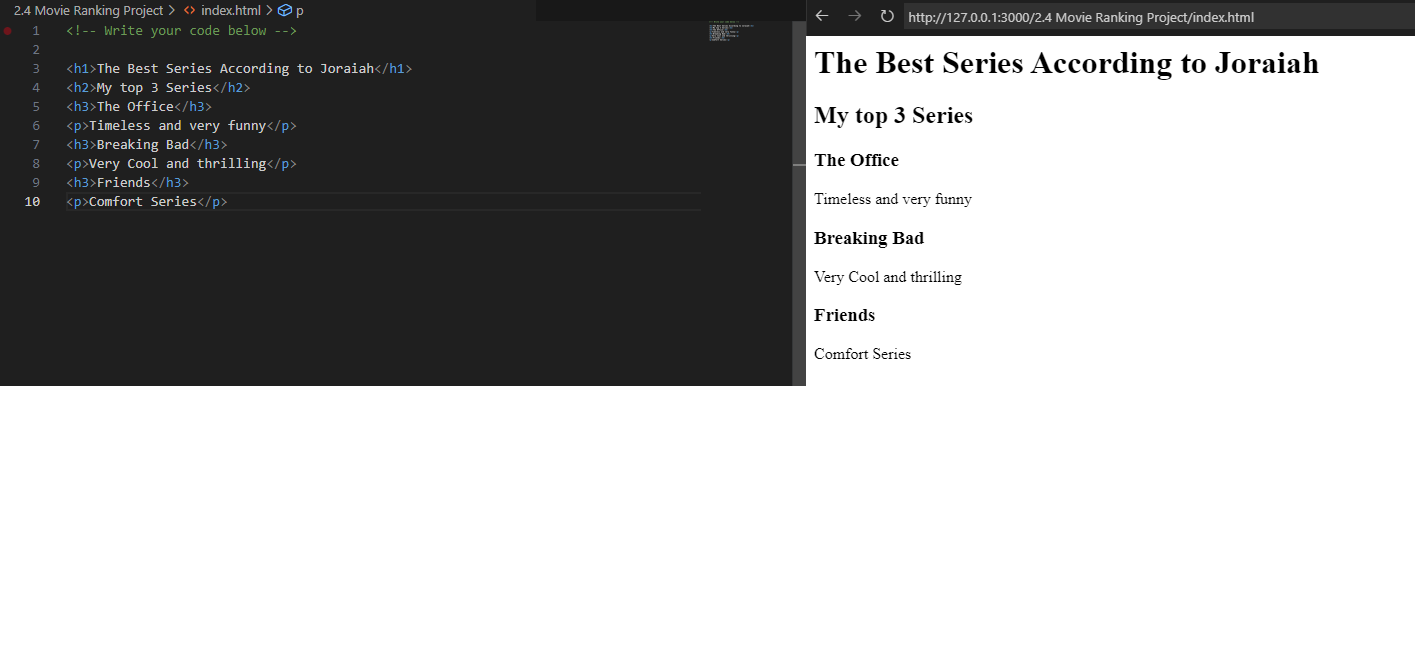 2.4 Movie Ranking Project > index.html > p
1 <!-- Write your code below -->
2
3 <h1>The Best Series According to Joraiah</h1>
4 <h2>My top 3 Series</h2>
5 <h3>The Office</h3>
6 <p>Timeless and very funny</p>
7 <h3>Breaking Bad</h3>
8 <p>Very Cool and thrilling</p>
9 <h3>Friends</h3>
10 <p>Comfort Series</p>
http://127.0.0.1:3000/2.4 Movie Ranking Project/index.html
The Best Series According to Joraiah
My top 3 Series
The Office
Timeless and very funny
Breaking Bad
Very Cool and thrilling
Friends
Comfort Series